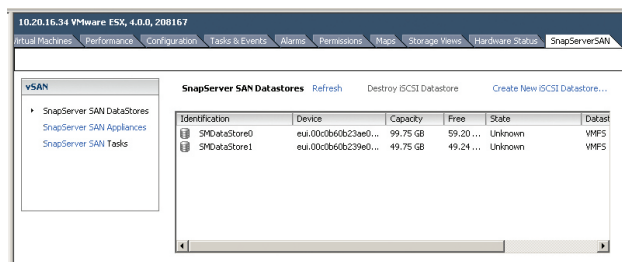 10.20.16.34 VMware ESX, 4.0.0, 208167
Virtual Machines Performance Configuration Tasks & Events Alarms Permissions Maps Storage Views Hardware Status SnapServerSAN
vSAN
SnapServer SAN DataStores
SnapServer SAN Appliances
SnapServer SAN Tasks
SnapServer SAN Datastores Refresh Destroy iSCSI Datastore Create New iSCSI Datastore...
Identification Device Capacity Free State Datast
SMDataStore0 eui.00c0b60b23ae0... 99.75 GB 59.20 ... Unknown VMFS
SMDataStore1 eui.00c0b60b239e0... 49.75 GB 49.24 ... Unknown VMFS